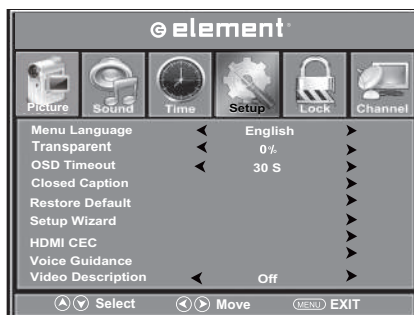 element
Picture Sound Time Setup Lock Channel
Menu Language English
Transparent 0%
OSD Timeout 30 S
Closed Caption
Restore Default
Setup Wizard
HDMI CEC
Voice Guidance
Video Description Off
Select Move MENU EXIT